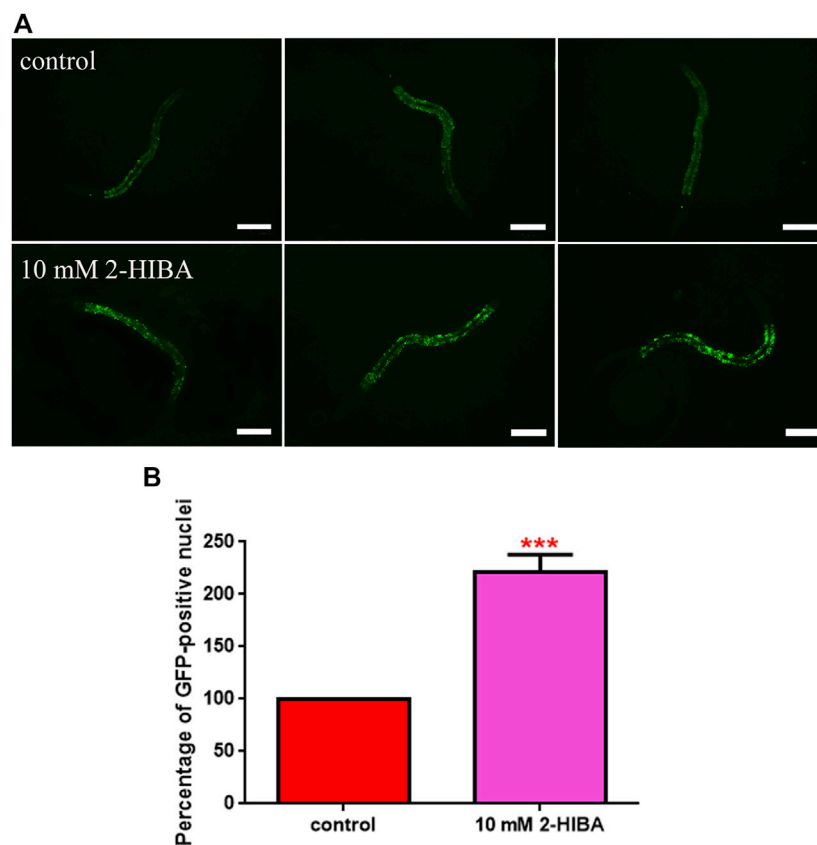 A
control
10 mM 2-HIBA
B
Percentage of GFP-positive nuclei
250
200
150
100
50
0
***
control
10 mM 2-HIBA